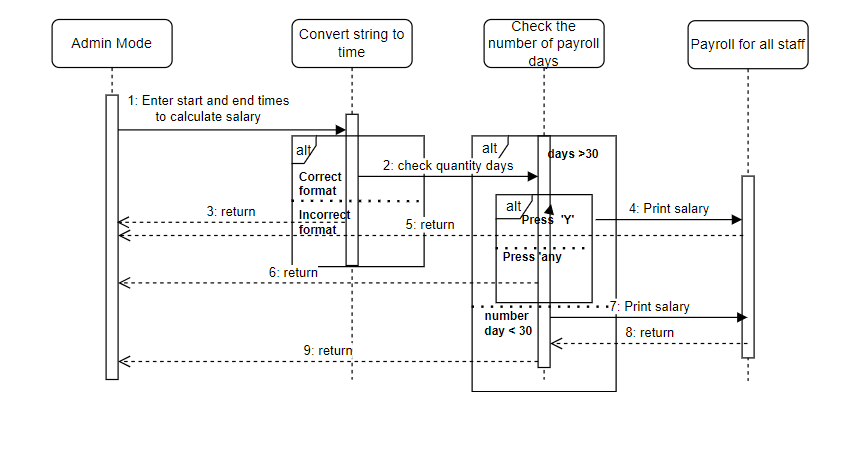 Admin Mode
Convert string to
time
Check the
number of payroll
days
Payroll for all staff
1: Enter start and end times
to calculate salary
alt
alt
days >30
2: check quantity days
Correct
format
alt
3: return
Incorrect
format
5: return
Press 'Y'
4: Print salary
Press 'any
6: return
7: Print salary
number
day < 30
8: return
9: return